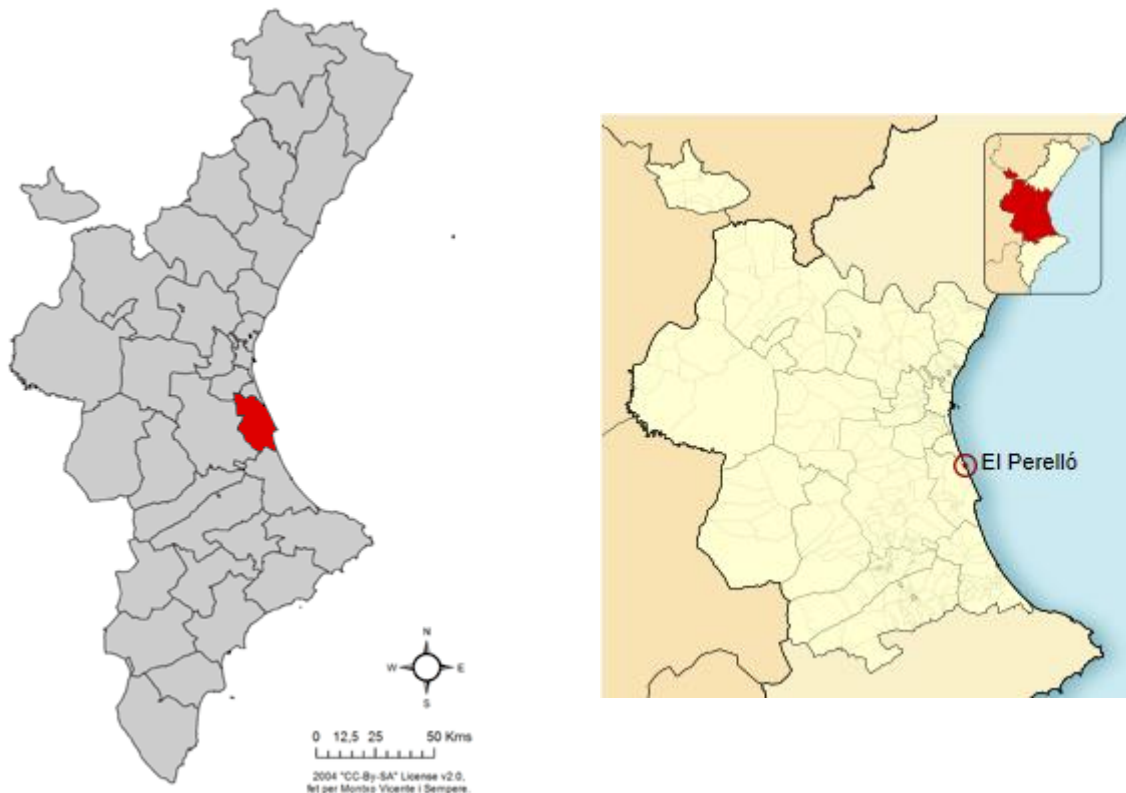 El Perelló
N
W E
S
0 12,5 25 50 Kms
2004 "CC-By-SA" License v2.0,
fet per Montxo Vicente i Sempere.